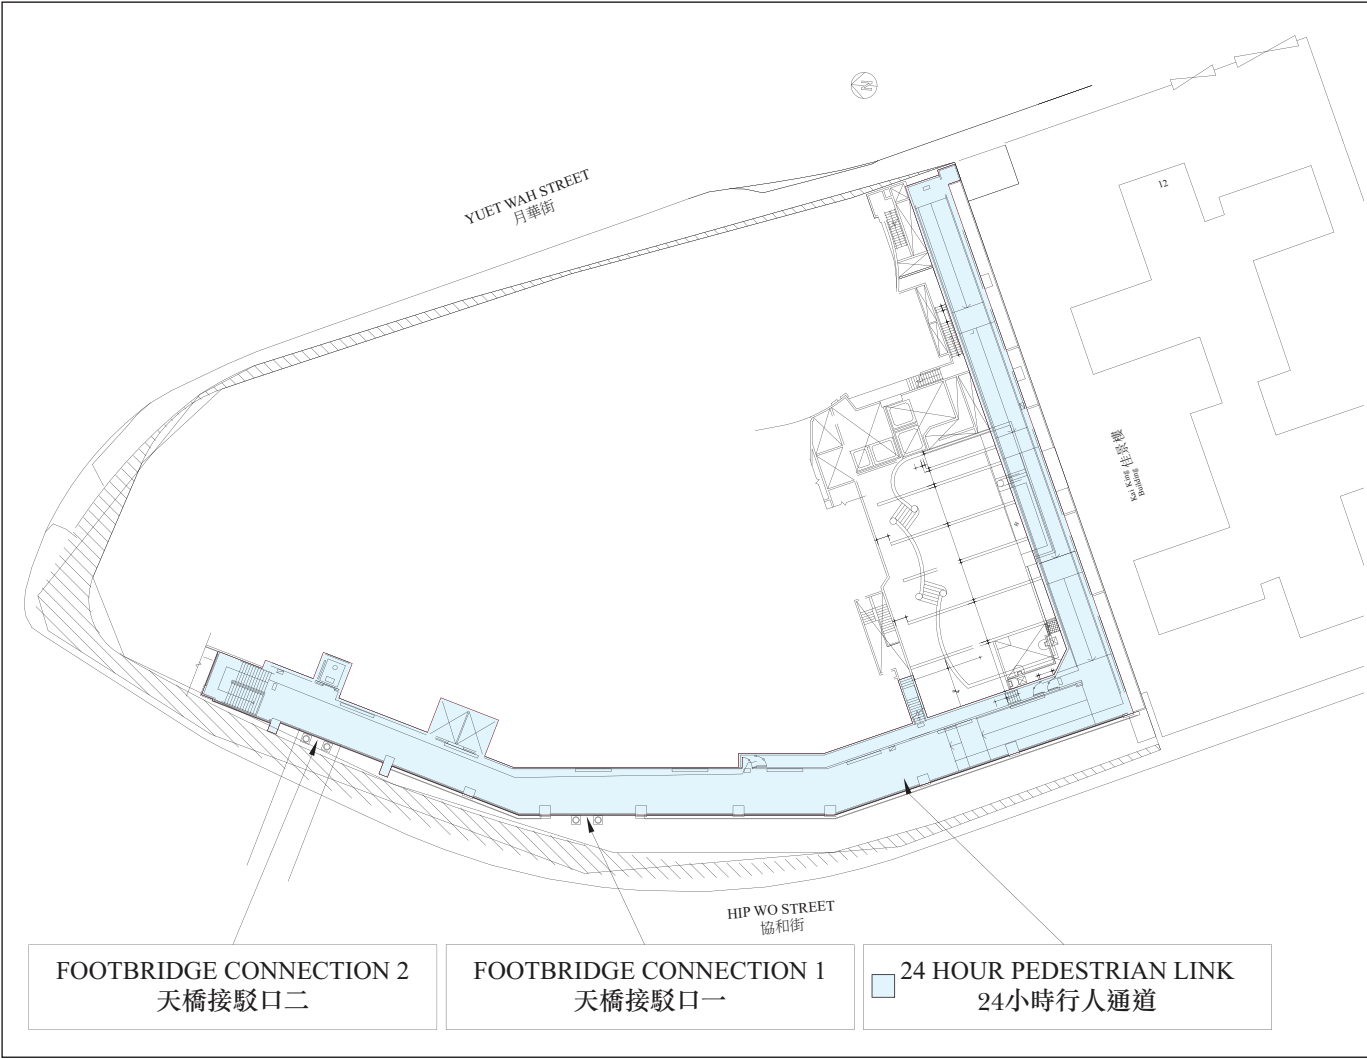 YUET WAH STREET
月華街
12
Kai King 佳景樓
Building
HIP WO STREET
協和街
FOOTBRIDGE CONNECTION 2
天橋接駁口二
FOOTBRIDGE CONNECTION 1
天橋接駁口一
24 HOUR PEDESTRIAN LINK
24小時行人通道